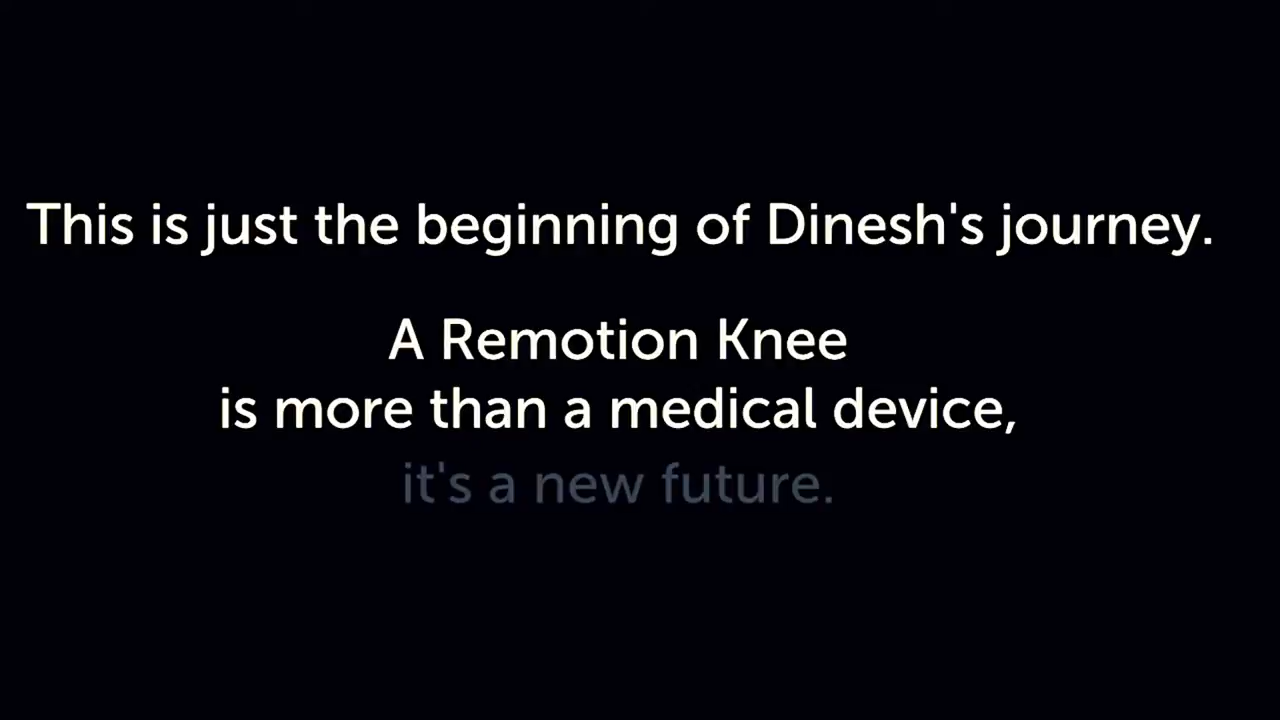 This is just the beginning of Dinesh's journey.
A Remotion Knee
is more than a medical device,
it's a new future.